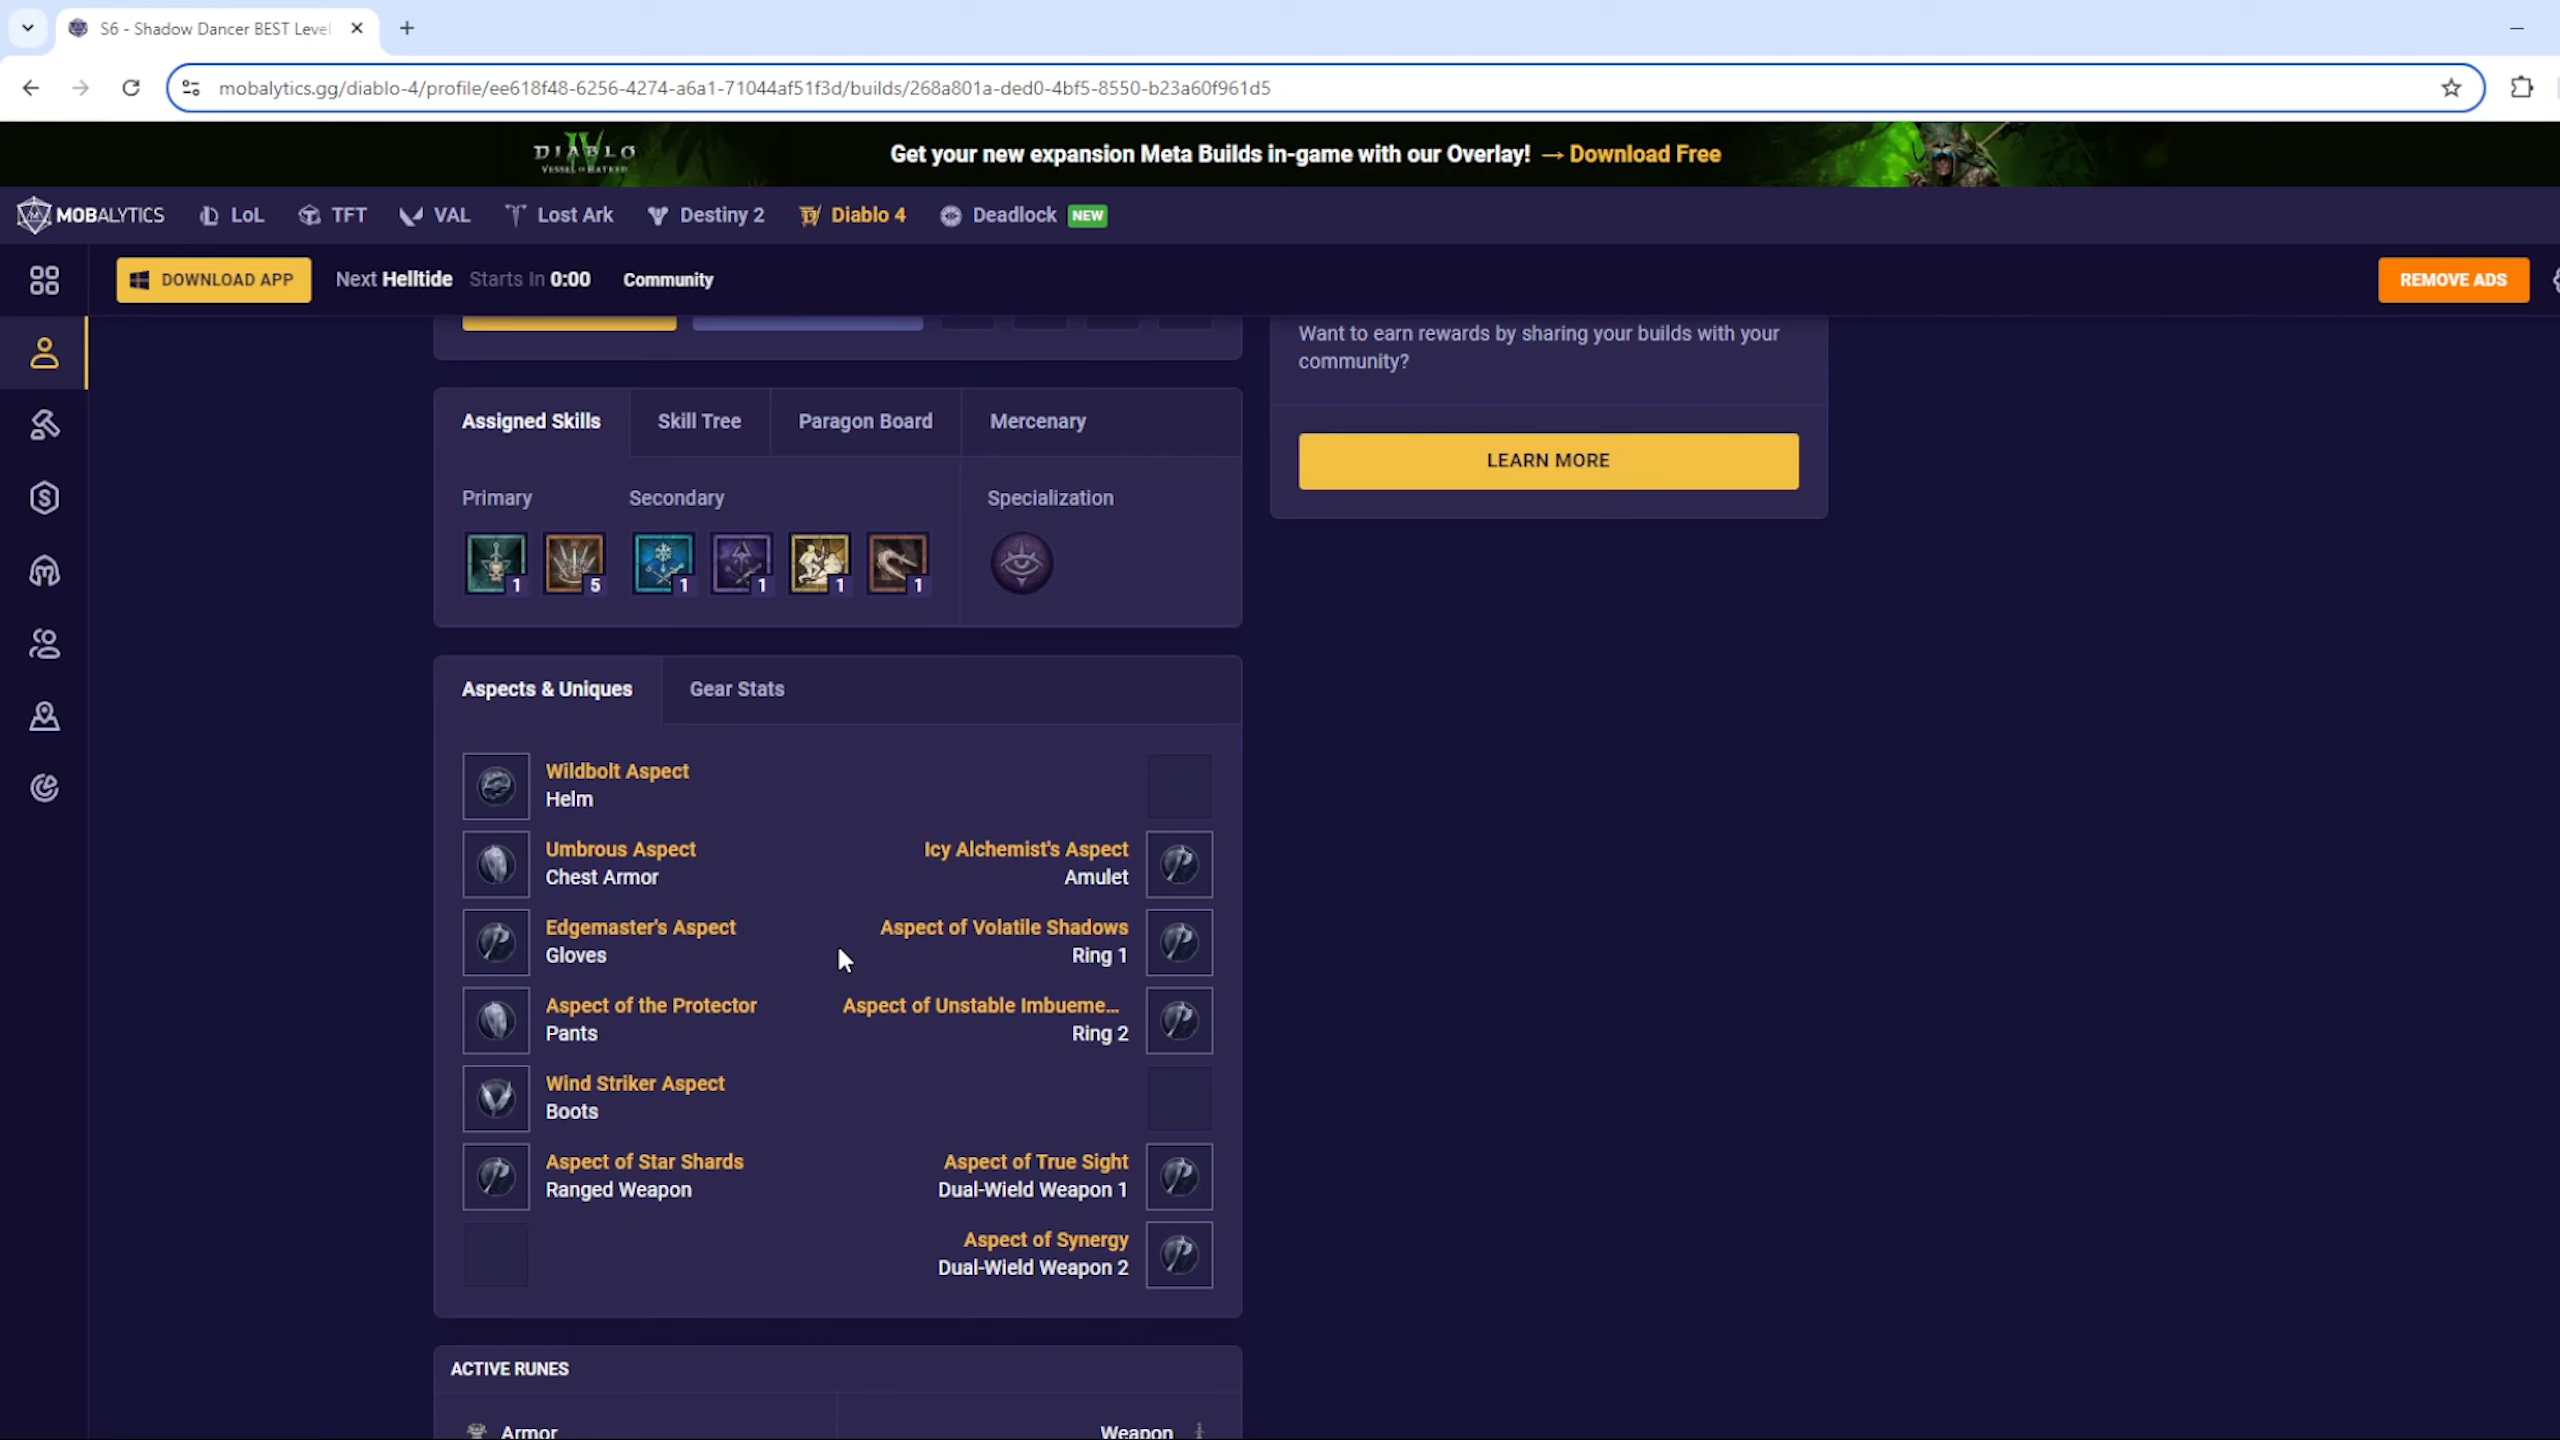 S6 - Shadow Dancer BEST Level
mobalytics.gg/diablo-4/profile/ee618f48-6256-4274-a6a1-71044af51f3d/builds/268a801a-ded0-4bf5-8550-b23a60f961d5
DIABLO
VESSEL OF HATRED
Get your new expansion Meta Builds in-game with our Overlay! → Download Free
MOBALYTICS
LoL
TFT
VAL
Lost Ark
Destiny 2
Diablo 4
Deadlock NEW
DOWNLOAD APP
Next Helltide Starts In 0:00
Community
REMOVE ADS
Want to earn rewards by sharing your builds with your
community?
LEARN MORE
Assigned Skills
Skill Tree
Paragon Board
Mercenary
Primary
Secondary
Specialization
1
5
1
1
1
1
Aspects & Uniques
Gear Stats
Wildbolt Aspect
Helm
Umbrous Aspect
Chest Armor
Icy Alchemist's Aspect
Amulet
Edgemaster's Aspect
Gloves
Aspect of Volatile Shadows
Ring 1
Aspect of the Protector
Pants
Aspect of Unstable Imbueme...
Ring 2
Wind Striker Aspect
Boots
Aspect of Star Shards
Ranged Weapon
Aspect of True Sight
Dual-Wield Weapon 1
Aspect of Synergy
Dual-Wield Weapon 2
ACTIVE RUNES
Armor
Weapon